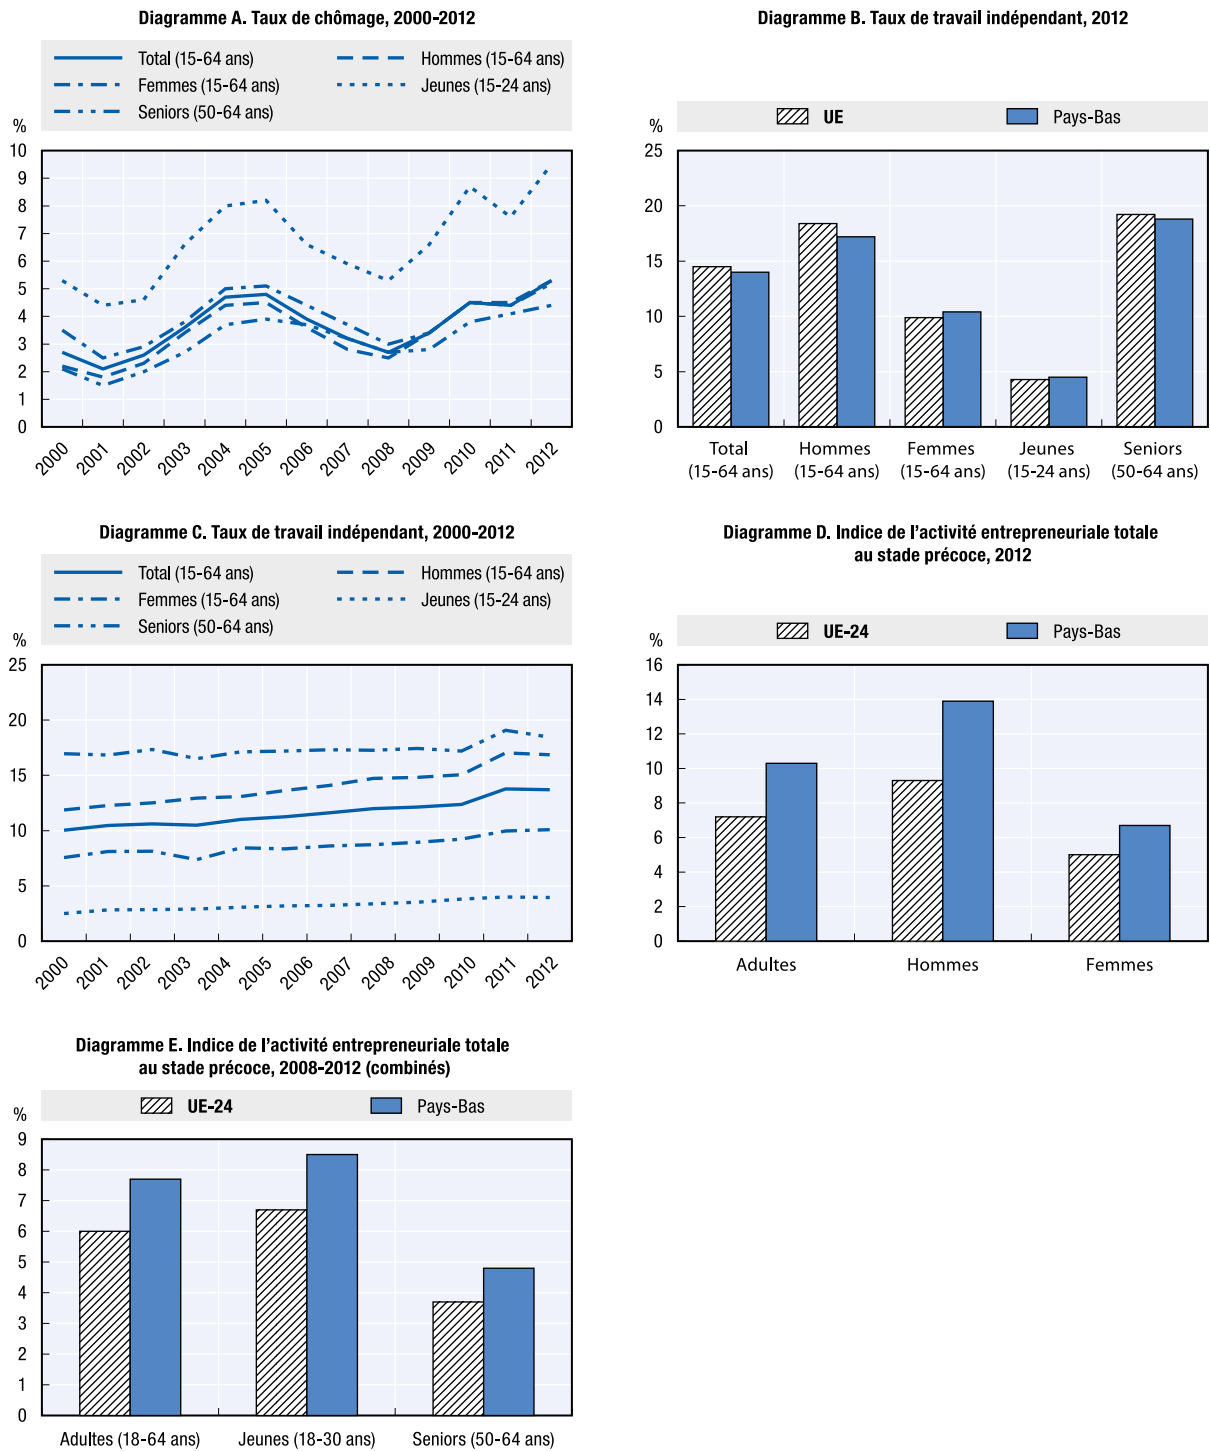 Diagramme A. Taux de chômage, 2000-2012
Total (15-64 ans)
Hommes (15-64 ans)
Femmes (15-64 ans)
Jeunes (15-24 ans)
Seniors (50-64 ans)
%
10
9
8
7
6
5
4
3
2
1
0
2000
2001
2002
2003
2004
2005
2006
2007
2008
2009
2010
2011
2012
Diagramme B. Taux de travail indépendant, 2012
UE
Pays-Bas
%
25
20
15
10
5
0
Total
(15-64 ans)
Hommes
(15-64 ans)
Femmes
(15-64 ans)
Jeunes
(15-24 ans)
Seniors
(50-64 ans)
Diagramme C. Taux de travail indépendant, 2000-2012
Total (15-64 ans)
Hommes (15-64 ans)
Femmes (15-64 ans)
Jeunes (15-24 ans)
Seniors (50-64 ans)
%
25
20
15
10
5
0
2000
2001
2002
2003
2004
2005
2006
2007
2008
2009
2010
2011
2012
Diagramme D. Indice de l'activité entrepreneuriale totale
au stade précoce, 2012
UE-24
Pays-Bas
%
16
14
12
10
8
6
4
2
0
Adultes
Hommes
Femmes
Diagramme E. Indice de l'activité entrepreneuriale totale
au stade précoce, 2008-2012 (combinés)
UE-24
Pays-Bas
%
9
8
7
6
5
4
3
2
1
0
Adultes (18-64 ans)
Jeunes (18-30 ans)
Seniors (50-64 ans)